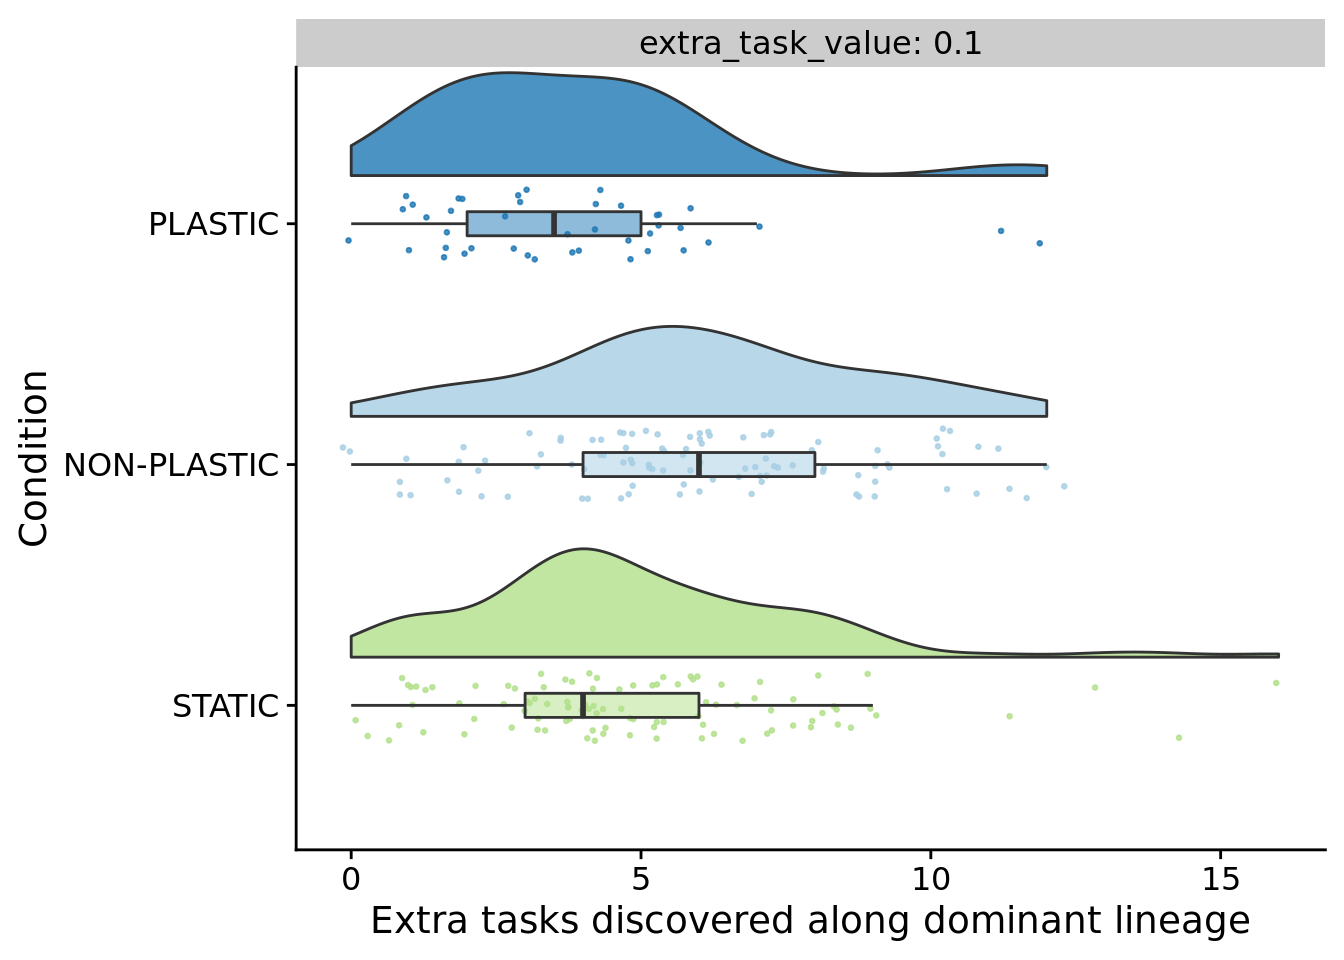 extra_task_value: 0.1
PLASTIC
NON-PLASTIC
STATIC
Condition
0 5 10 15
Extra tasks discovered along dominant lineage